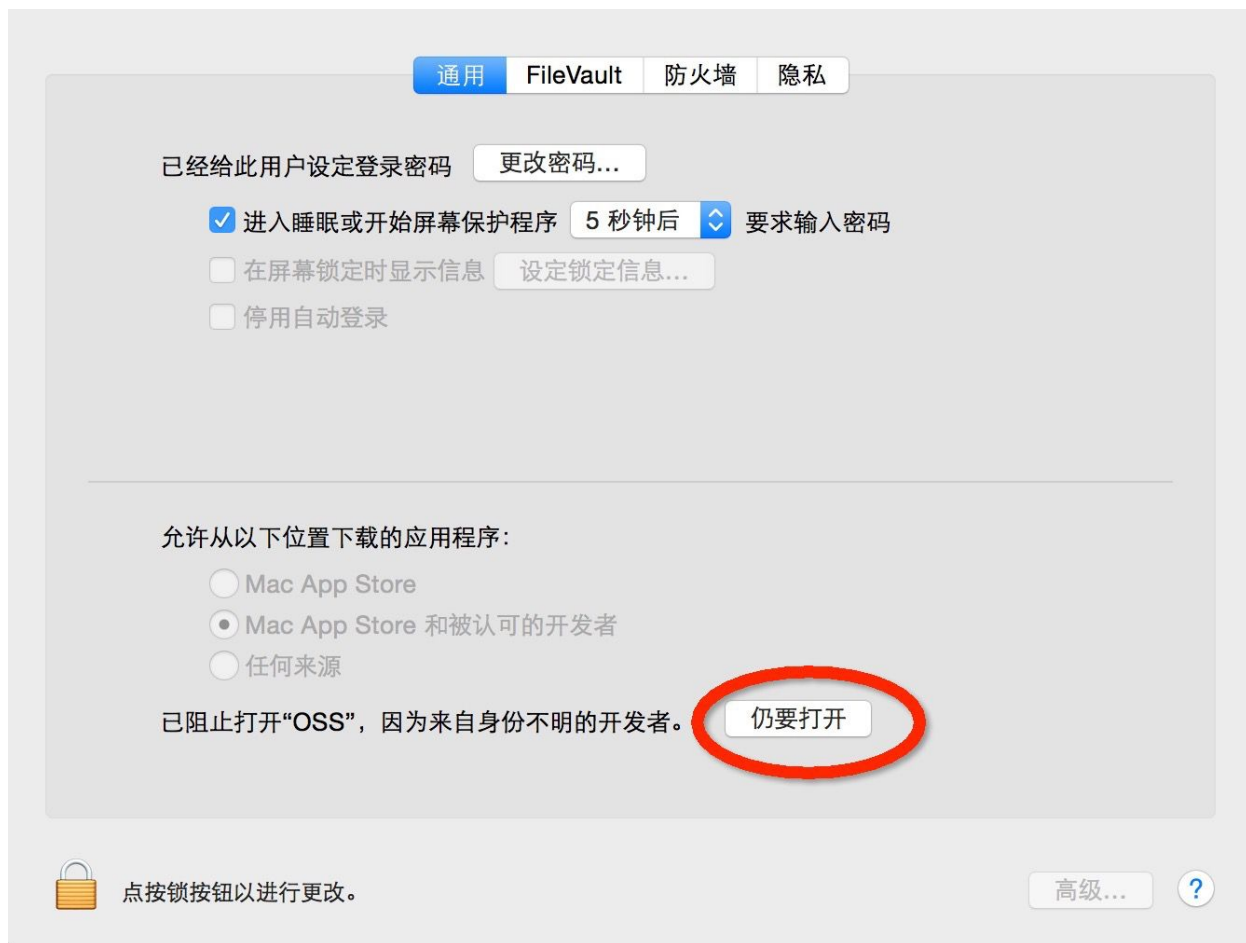 通用 FileVault 防火墙 隐私
已经给此用户设定登录密码 更改密码...
进入睡眠或开始屏幕保护程序 5 秒钟后 要求输入密码
在屏幕锁定时显示信息 设定锁定信息...
停用自动登录
允许从以下位置下载的应用程序：
Mac App Store
Mac App Store 和被认可的开发者
任何来源
已阻止打开“OSS”，因为来自身份不明的开发者。 仍要打开
点按锁按钮以进行更改。 高级... ?